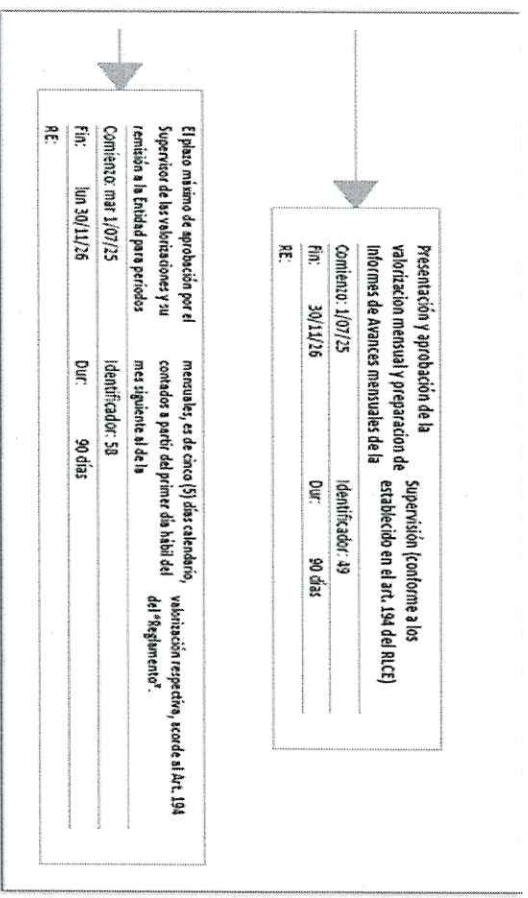 Presentación y aprobación de la
valorizacion mensual y preparacion de
Informes de Avances mensuales de la
Supervisión (conforme a los
establecido en el art. 194 del RLCE)
Comienzo: 1/07/25
Identificador: 49
Fin: 30/11/26
Dur: 90 días
RE:
El plazo máximo de aprobación por el
Supervisor de las valorizaciones y su
remisión a la Entidad para periodos
mensuales, es de cinco (5) días calendario,
contados a partir del primer día hábil del
mes siguiente al de la
valorización respectiva, acorde al Art. 194
del "Reglamento".
Comienzo: mar 1/07/25
Identificador: 58
Fin: lun 30/11/26
Dur: 90 días
RE: